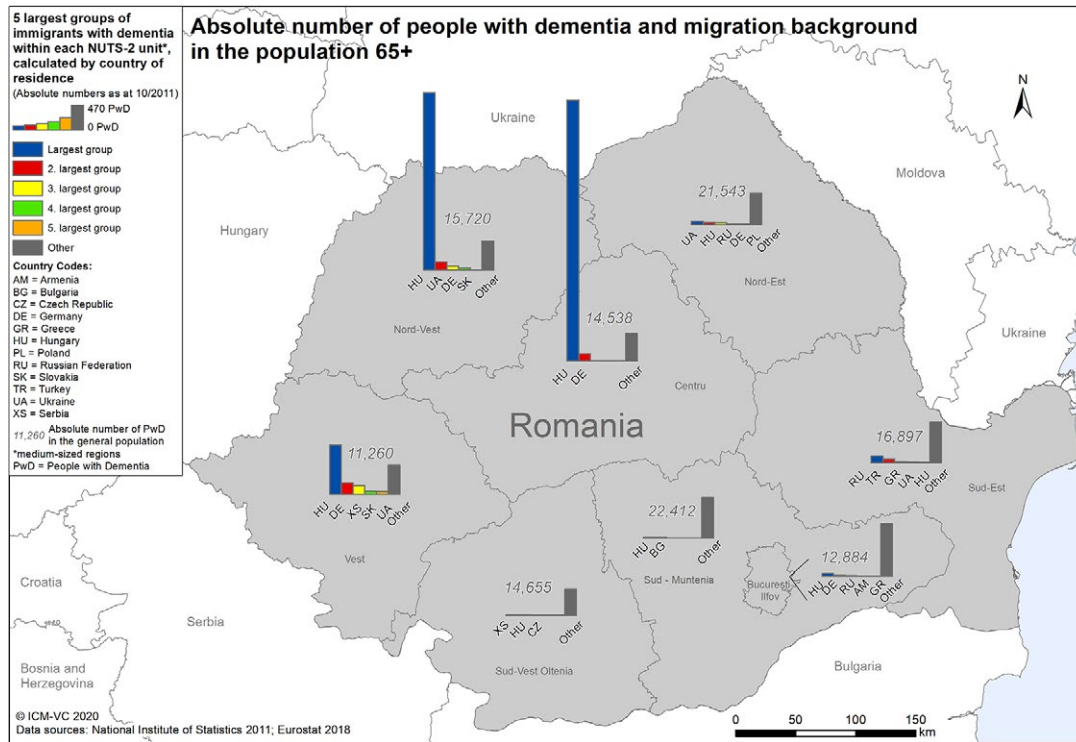 5 largest groups of
immigrants with dementia
within each NUTS-2 unit*,
calculated by country of
residence
(Absolute numbers as at 10/2011)
470 PwD
0 PwD
Largest group
2. largest group
3. largest group
4. largest group
5. largest group
Other
Country Codes:
AM = Armenia
BG = Bulgaria
CZ = Czech Republic
DE = Germany
GR = Greece
HU = Hungary
PL = Poland
RU = Russian Federation
SK = Slovakia
TR = Turkey
UA = Ukraine
XS = Serbia
11,260 Absolute number of PwD
in the general population
*medium-sized regions
PwD = People with Dementia
Absolute number of people with dementia and migration background
in the population 65+
N
Ukraine
Moldova
Hungary
Ukraine
15,720
HU UA DE SK Other
Nord-Vest
21,543
UA HU RU DE PL Other
Nord-Est
14,538
HU DE Other
Centru
Romania
11,260
HU DE XS SK UA Other
Vest
16,897
RU TR GR UA HU Other
Sud-Est
22,412
HU BG Other
Sud - Muntenia
12,884
HU DE RU AM GR Other
Bucuresti
Ilfov
14,655
XS HU CZ Other
Sud-Vest Oltenia
Croatia
Serbia
Bosnia and
Herzegovina
Bulgaria
© ICM-VC 2020
Data sources: National Institute of Statistics 2011; Eurostat 2018
0 50 100 150
km